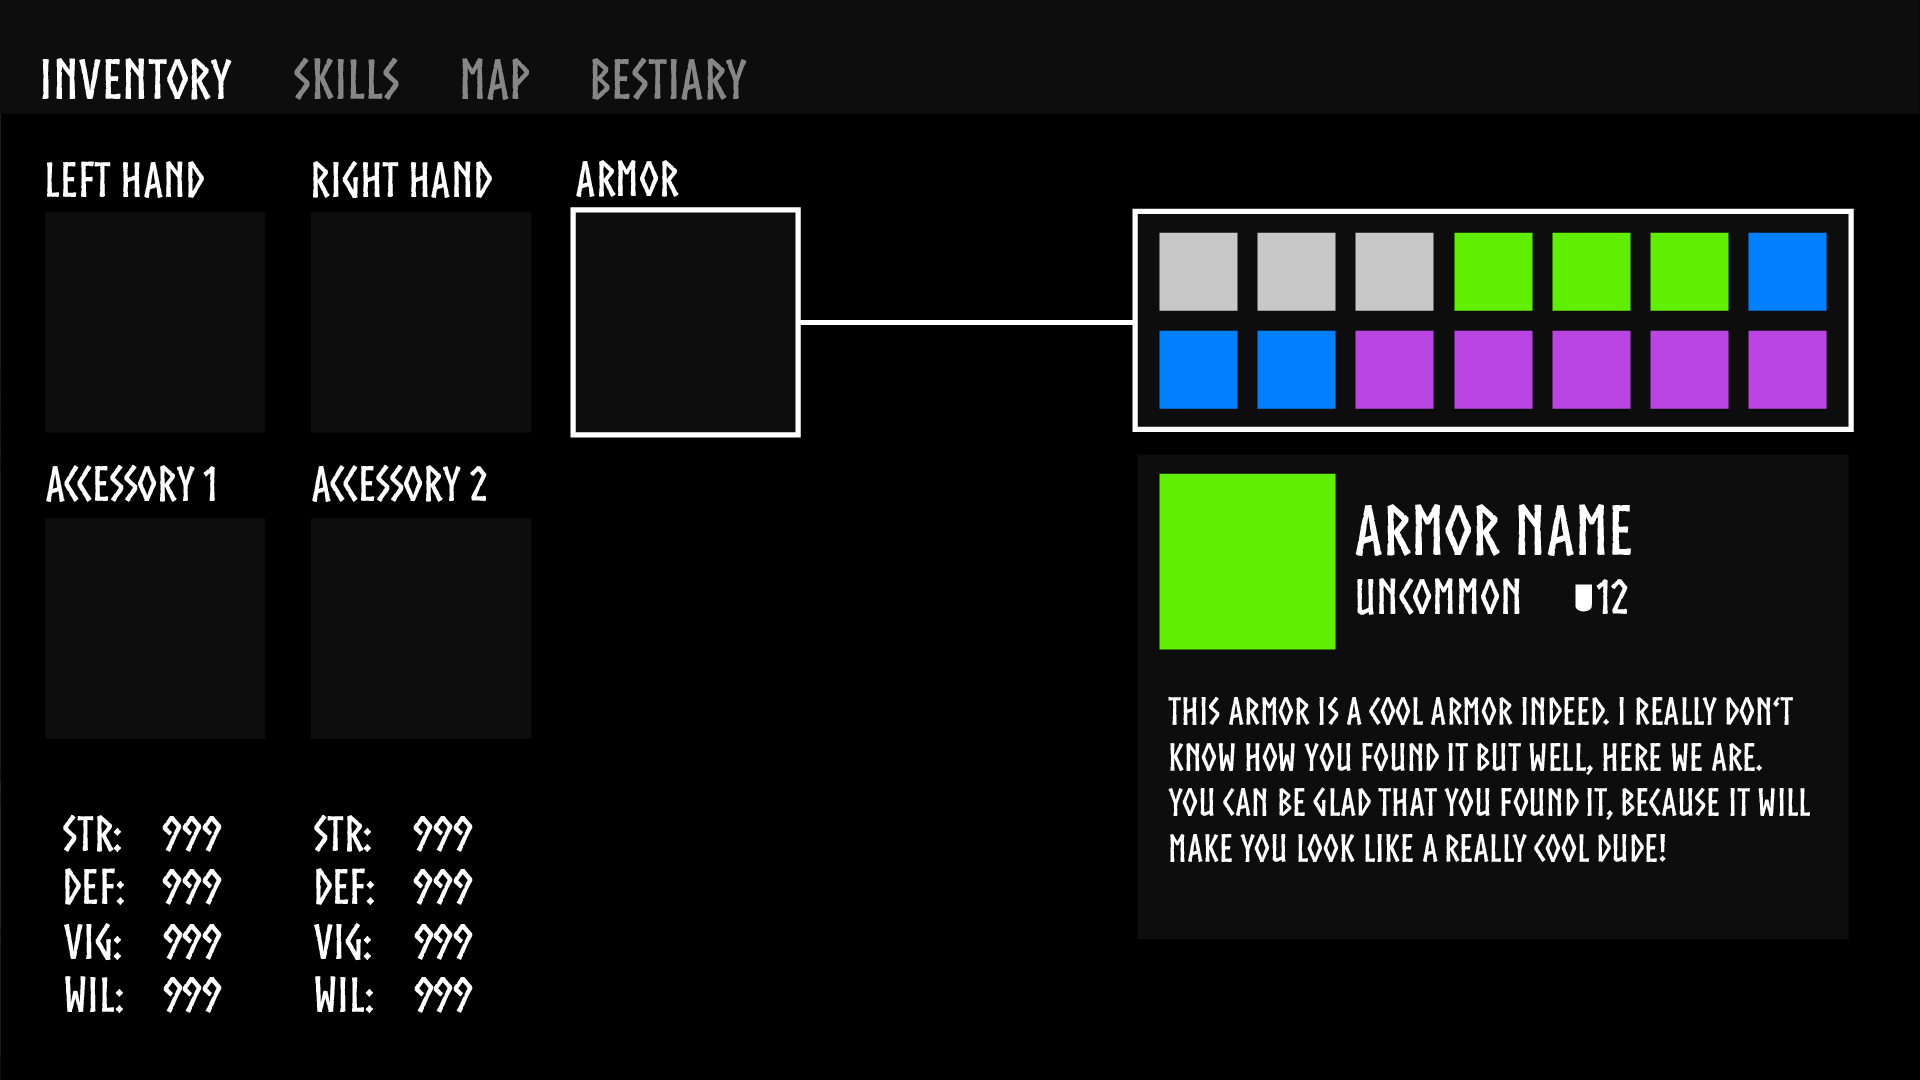 INVENTORY SKILLS MAP BESTIARY
LEFT HAND RIGHT HAND ARMOR
ACCESSORY 1 ACCESSORY 2
ARMOR NAME
UNCOMMON 12
THIS ARMOR IS A COOL ARMOR INDEED. I REALLY DON'T
KNOW HOW YOU FOUND IT BUT WELL, HERE WE ARE.
YOU CAN BE GLAD THAT YOU FOUND IT, BECAUSE IT WILL
MAKE YOU LOOK LIKE A REALLY COOL DUDE!
STR: 999 STR: 999
DEF: 999 DEF: 999
VIG: 999 VIG: 999
WIL: 999 WIL: 999